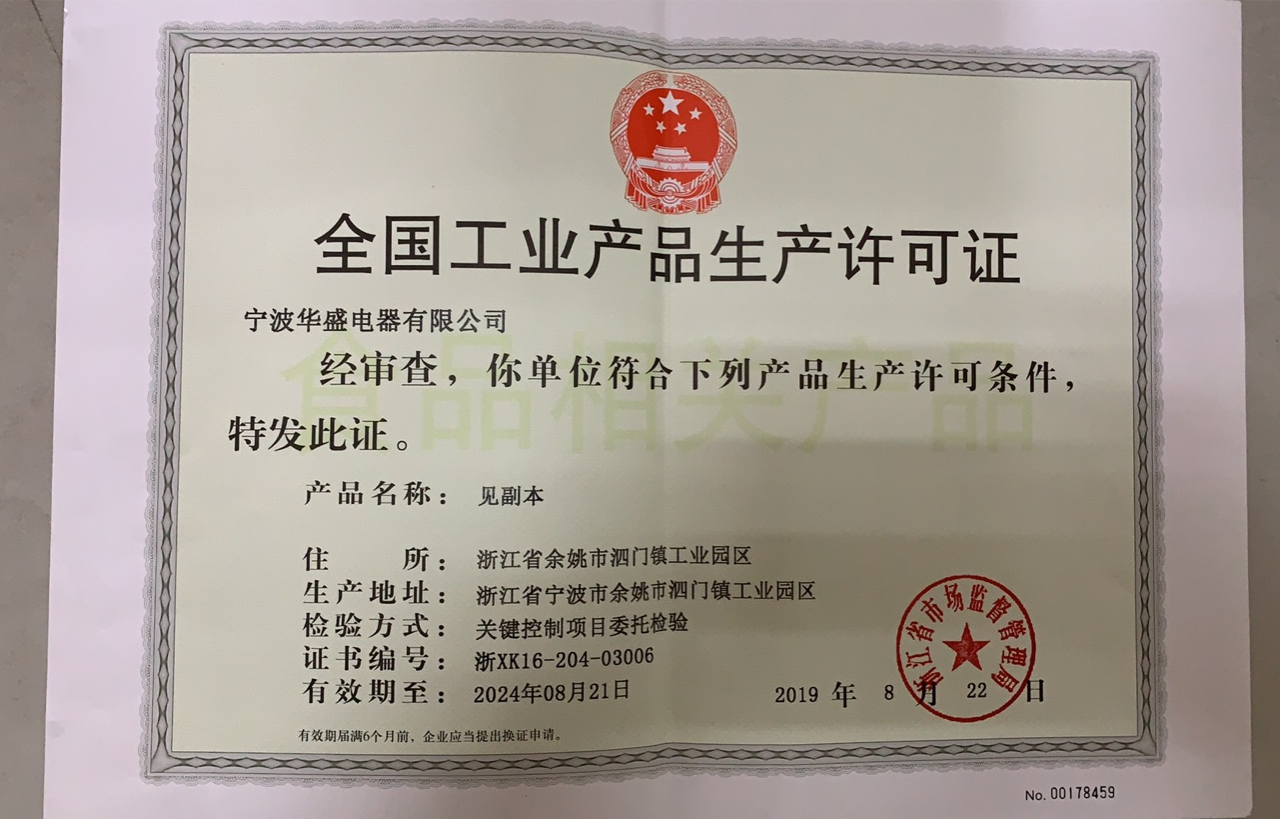 全国工业产品生产许可证
宁波华盛电器有限公司
食品相关产品
经审查，你单位符合下列产品生产许可条件，
特发此证。
产品名称： 见副本
住 所： 浙江省余姚市泗门镇工业园区
生产地址： 浙江省宁波市余姚市泗门镇工业园区
检验方式： 关键控制项目委托检验
证书编号： 浙XK16-204-03006
有效期至： 2024年08月21日
浙江省市场监督管理局
2019 年 8 月 22 日
有效期届满6个月前，企业应当提出换证申请。
No. 00178459